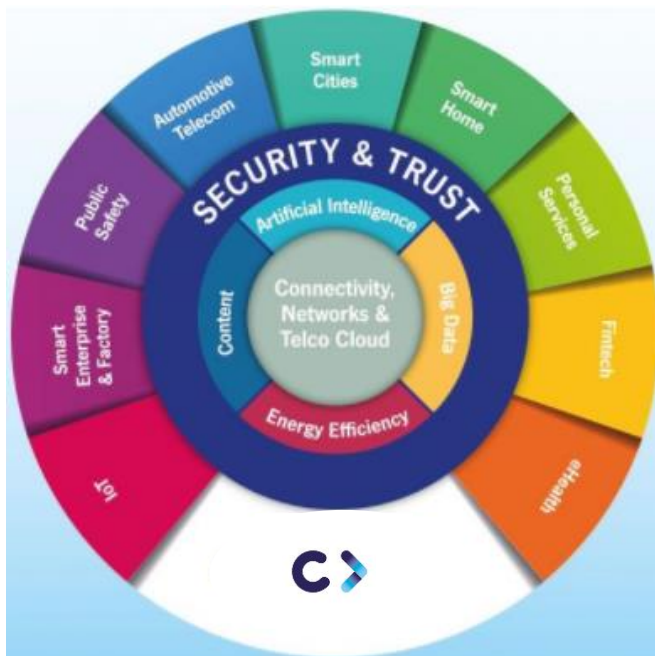 Smart
Cities
Automotive
Telecom
Smart
Home
Public
Safety
Personal
Services
Smart
Enterprise
& Factory
Fintech
IoT
eHealth
SECURITY & TRUST
Artificial Intelligence
Content
Big Data
Connectivity,
Networks &
Telco Cloud
Energy Efficiency
C